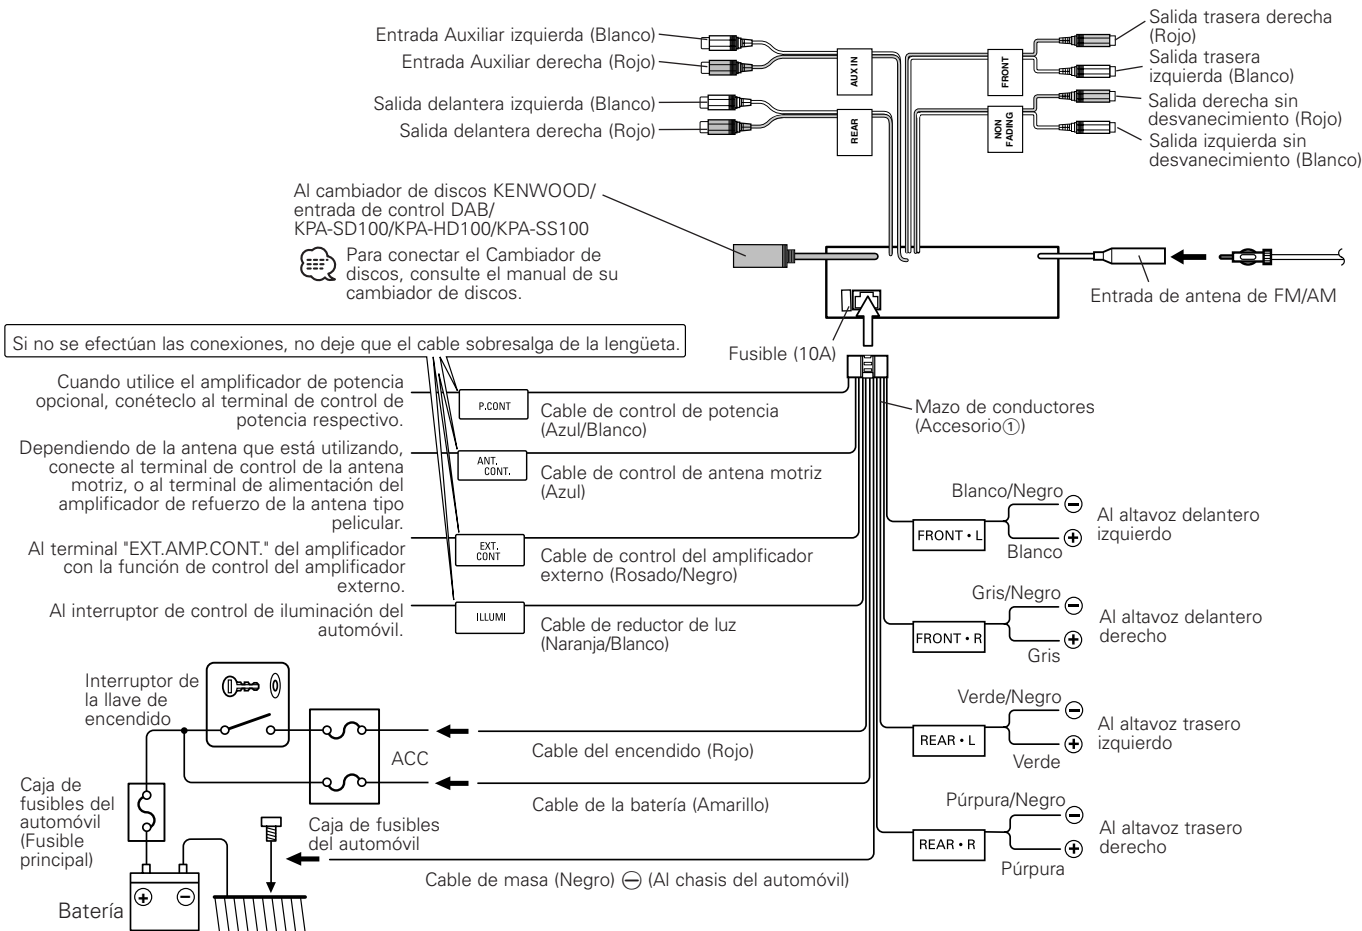 Entrada Auxiliar izquierda (Blanco)
Entrada Auxiliar derecha (Rojo)
AUX IN
Salida delantera izquierda (Blanco)
Salida delantera derecha (Rojo)
REAR
FRONT
Salida trasera derecha
(Rojo)
Salida trasera
izquierda (Blanco)
NON
FADING
Salida derecha sin
desvanecimiento (Rojo)
Salida izquierda sin
desvanecimiento (Blanco)
Al cambiador de discos KENWOOD/
entrada de control DAB/
KPA-SD100/KPA-HD100/KPA-SS100
Para conectar el Cambiador de
discos, consulte el manual de su
cambiador de discos.
Entrada de antena de FM/AM
Fusible (10A)
Si no se efectúan las conexiones, no deje que el cable sobresalga de la lengüeta.
Cuando utilice el amplificador de potencia
opcional, conéteclo al terminal de control de
potencia respectivo.
P.CONT
Cable de control de potencia
(Azul/Blanco)
Mazo de conductores
(Accesorio①)
Dependiendo de la antena que está utilizando,
conecte al terminal de control de la antena
motriz, o al terminal de alimentación del
amplificador de refuerzo de la antena tipo
pelicular.
ANT.
CONT.
Cable de control de antena motriz
(Azul)
Al terminal "EXT.AMP.CONT." del amplificador
con la función de control del amplificador
externo.
EXT.
CONT
Cable de control del amplificador
externo (Rosado/Negro)
Al interruptor de control de iluminación del
automóvil.
ILLUMI
Cable de reductor de luz
(Naranja/Blanco)
FRONT • L
Blanco/Negro ⊖
Blanco ⊕
Al altavoz delantero
izquierdo
FRONT • R
Gris/Negro ⊖
Gris ⊕
Al altavoz delantero
derecho
REAR • L
Verde/Negro ⊖
Verde ⊕
Al altavoz trasero
izquierdo
REAR • R
Púrpura/Negro ⊖
Púrpura ⊕
Al altavoz trasero
derecho
Interruptor de
la llave de
encendido
ACC
Cable del encendido (Rojo)
Cable de la batería (Amarillo)
Caja de
fusibles del
automóvil
(Fusible
principal)
Caja de fusibles
del automóvil
Cable de masa (Negro) ⊖ (Al chasis del automóvil)
Batería
⊕ ⊖